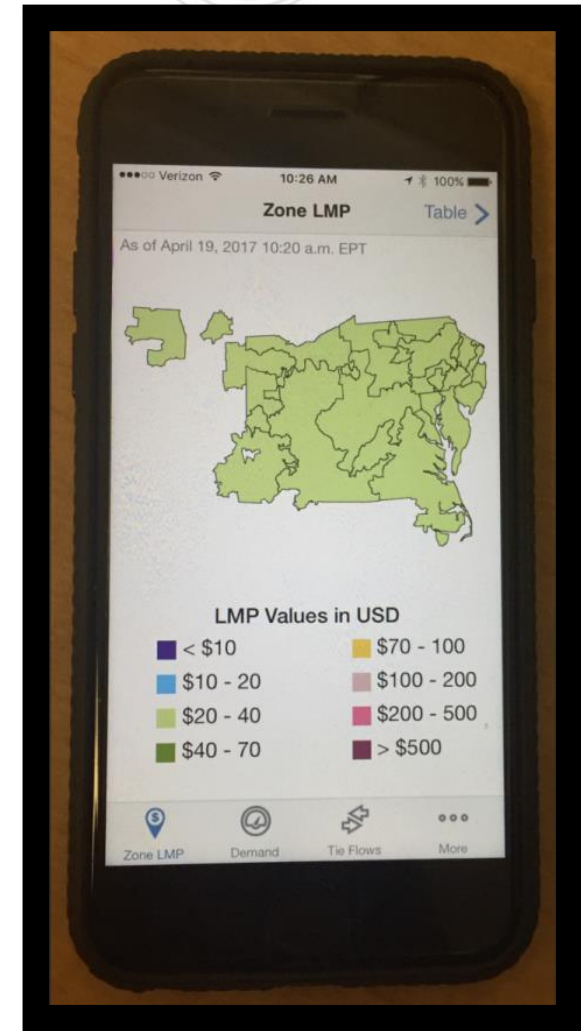 Verizon 10:26 AM 100%
Zone LMP Table
As of April 19, 2017 10:20 a.m. EPT
LMP Values in USD
< $10 $70 - 100
$10 - 20 $100 - 200
$20 - 40 $200 - 500
$40 - 70 > $500
$
Zone LMP Demand Tie Flows More